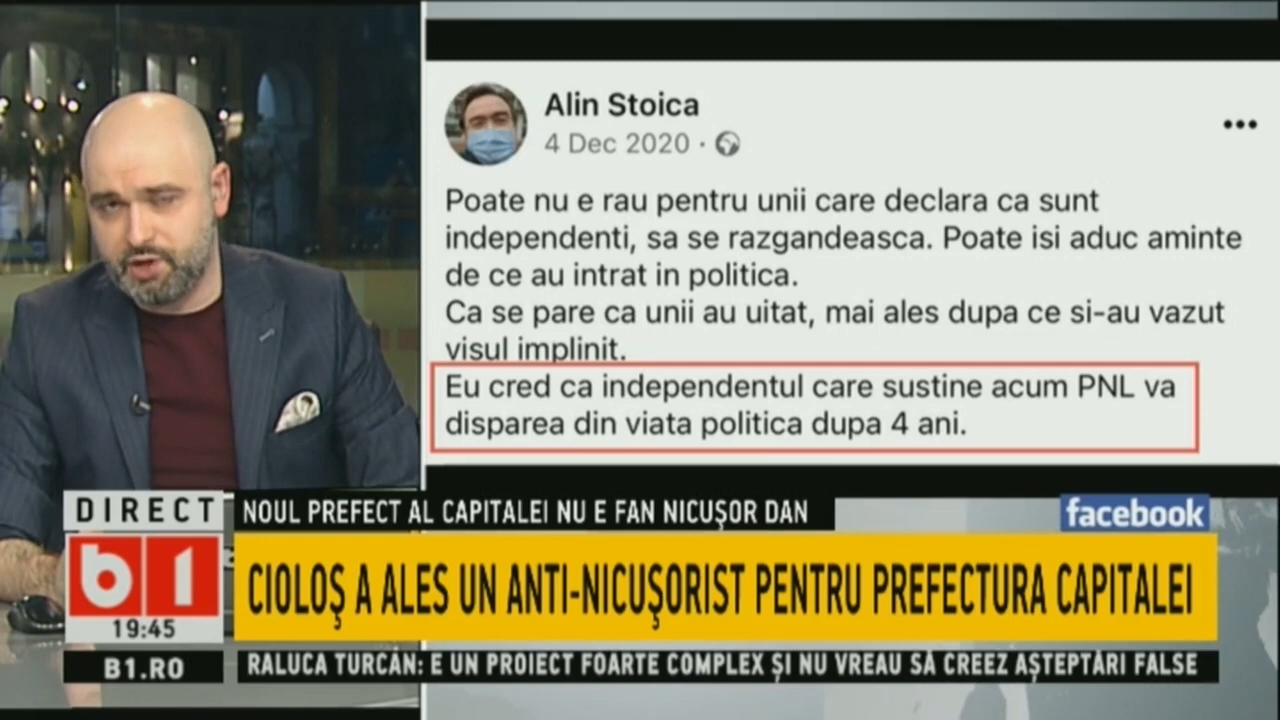 Alin Stoica
4 Dec 2020 ·
Poate nu e rau pentru unii care declara ca sunt
independenti, sa se razgandeasca. Poate isi aduc aminte
de ce au intrat in politica.
Ca se pare ca unii au uitat, mai ales dupa ce si-au vazut
visul implinit.
Eu cred ca independentul care sustine acum PNL va
disparea din viata politica dupa 4 ani.
DIRECT
NOUL PREFECT AL CAPITALEI NU E FAN NICUŞOR DAN
facebook
b1
CIOLOŞ A ALES UN ANTI-NICUŞORIST PENTRU PREFECTURA CAPITALEI
19:45
B1.RO
RALUCA TURCAN: E UN PROIECT FOARTE COMPLEX ŞI NU VREAU SĂ CREEZ AŞTEPTĂRI FALSE